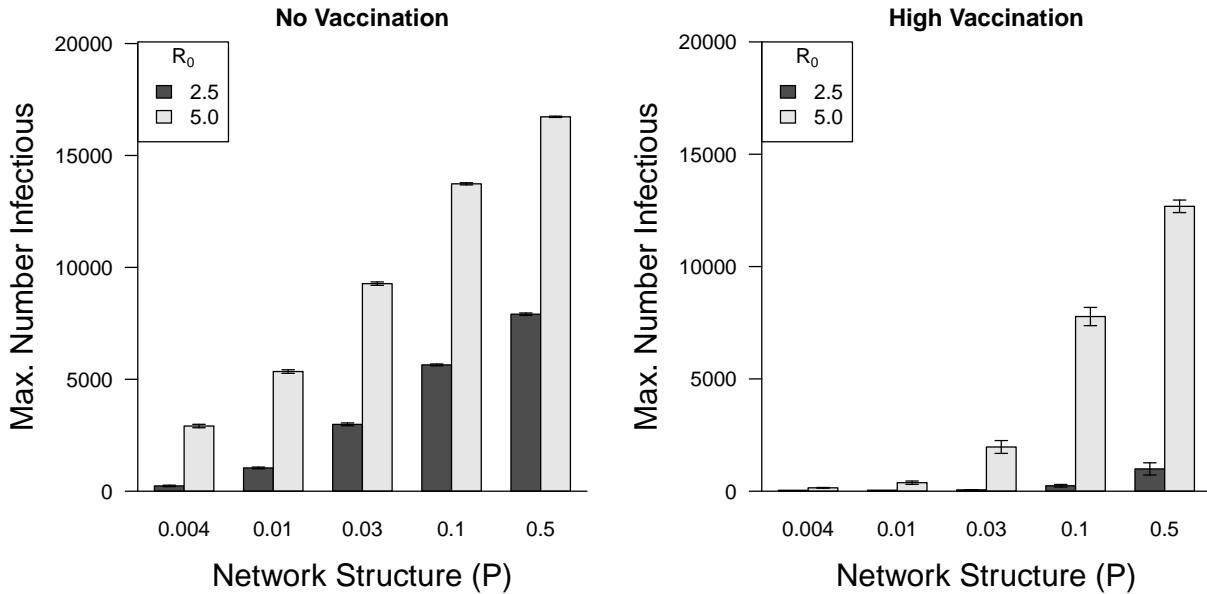 No Vaccination
Max. Number Infectious
20000
15000
10000
5000
0
R0
2.5
5.0
0.004 0.01 0.03 0.1 0.5
Network Structure (P)
High Vaccination
Max. Number Infectious
20000
15000
10000
5000
0
R0
2.5
5.0
0.004 0.01 0.03 0.1 0.5
Network Structure (P)